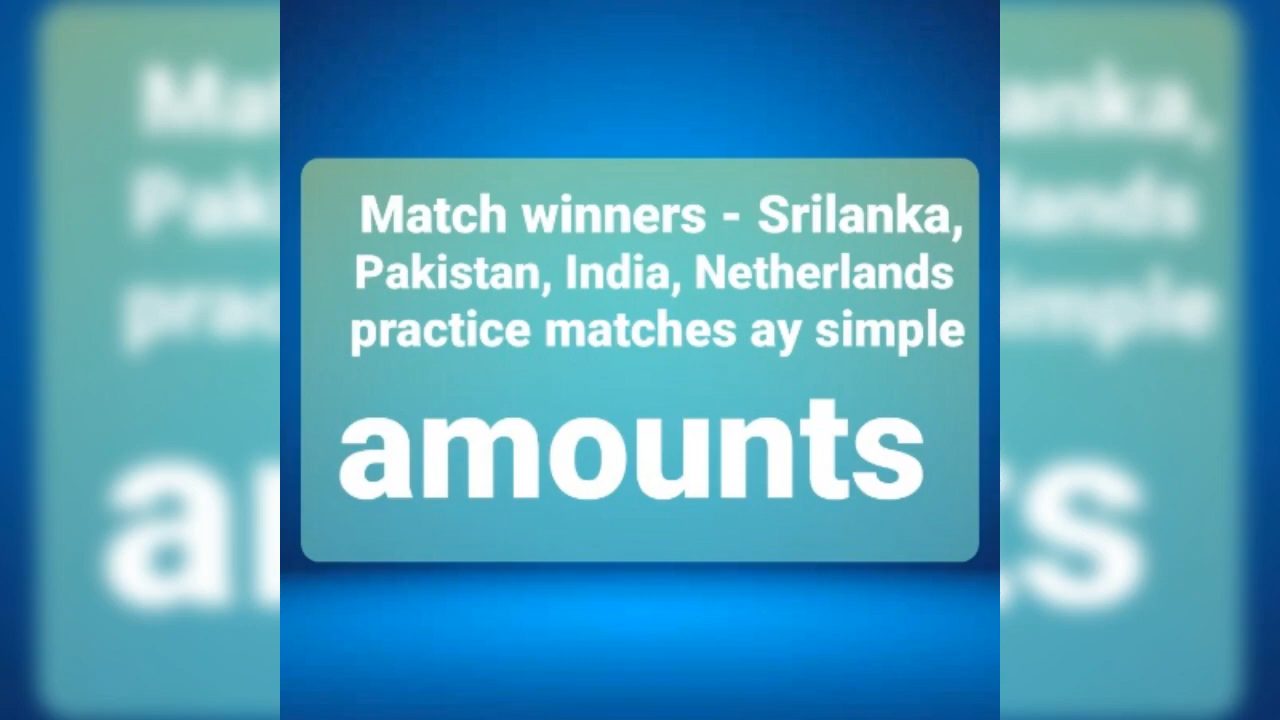 Match winners - Srilanka,
Pakistan, India, Netherlands
practice matches ay simple
amounts